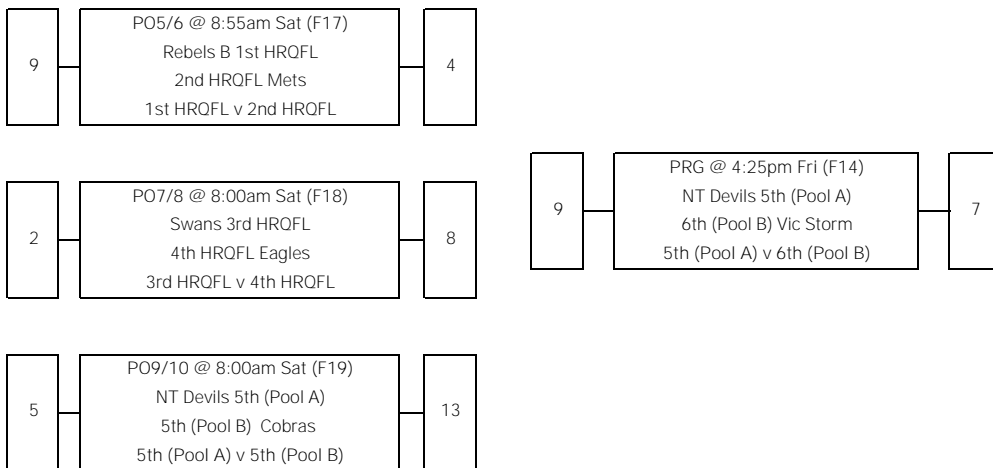 PO5/6 @ 8:55am Sat (F17)
Rebels B 1st HRQFL
9
4
2nd HRQFL Mets
1st HRQFL v 2nd HRQFL
PO7/8 @ 8:00am Sat (F18)
Swans 3rd HRQFL
2
8
4th HRQFL Eagles
3rd HRQFL v 4th HRQFL
PRG @ 4:25pm Fri (F14)
NT Devils 5th (Pool A)
9
7
6th (Pool B) Vic Storm
5th (Pool A) v 6th (Pool B)
PO9/10 @ 8:00am Sat (F19)
NT Devils 5th (Pool A)
5
13
5th (Pool B) Cobras
5th (Pool A) v 5th (Pool B)